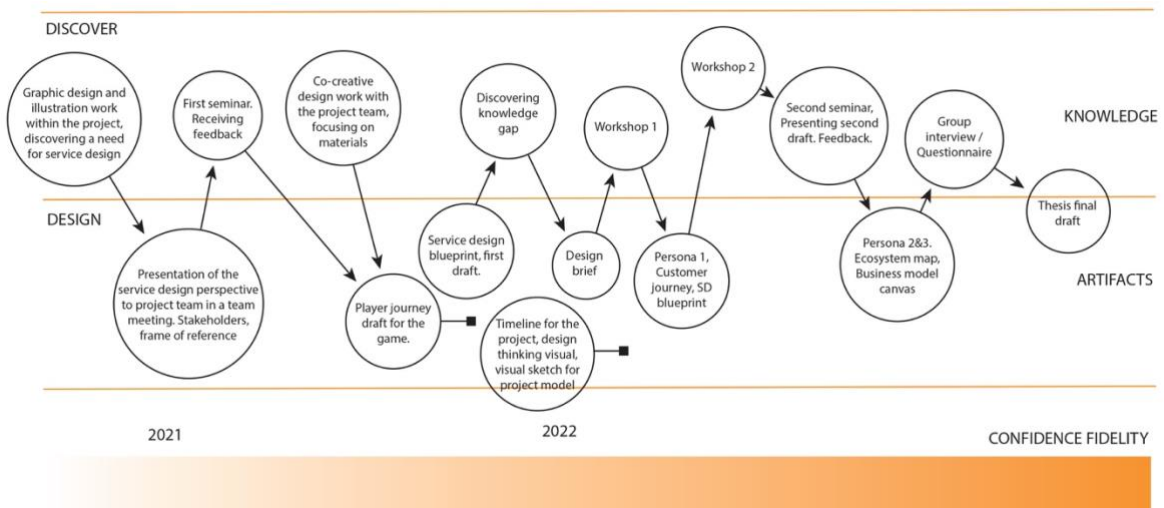 DISCOVER
Graphic design and
illustration work
within the project,
discovering a need
for service design
First seminar.
Receiving
feedback
Co-creative
design work with
the project team,
focusing on
materials
Discovering
knowledge
gap
Workshop 1
Workshop 2
Second seminar,
Presenting second
draft. Feedback.
Group
interview /
Questionnaire
KNOWLEDGE
DESIGN
Presentation of the
service design perspective
to project team in a team
meeting. Stakeholders,
frame of reference
Player journey
draft for the
game.
Service design
blueprint, first
draft.
Timeline for the
project, design
thinking visual,
visual sketch for
project model
Design
brief
Persona 1,
Customer
journey, SD
blueprint
Persona 2&3.
Ecosystem map,
Business model
canvas
Thesis final
draft
ARTIFACTS
2021
2022
CONFIDENCE FIDELITY